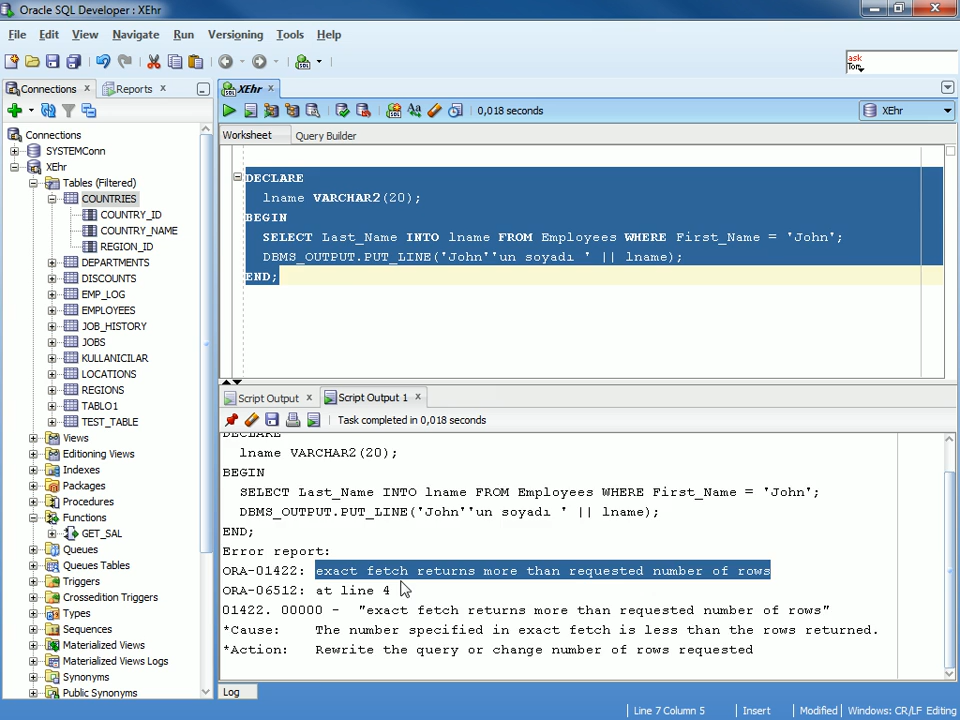 Oracle SQL Developer : XEhr
File Edit View Navigate Run Versioning Tools Help
ask
Tom
Connections Reports XEhr
0,018 seconds XEhr
Worksheet Query Builder
Connections
SYSTEMConn
XEhr
Tables (Filtered)
COUNTRIES
COUNTRY_ID
COUNTRY_NAME
REGION_ID
DEPARTMENTS
DISCOUNTS
EMP_LOG
EMPLOYEES
JOB_HISTORY
JOBS
KULLANICILAR
LOCATIONS
REGIONS
TABLO1
TEST_TABLE
Views
Editioning Views
Indexes
Packages
Procedures
Functions
GET_SAL
Queues
Queues Tables
Triggers
Crossedition Triggers
Types
Sequences
Materialized Views
Materialized Views Logs
Synonyms
Public Synonyms
DECLARE
lname VARCHAR2(20);
BEGIN
SELECT Last_Name INTO lname FROM Employees WHERE First_Name = 'John';
DBMS_OUTPUT.PUT_LINE('John''un soyadı ' || lname);
END;
Script Output Script Output 1
Task completed in 0,018 seconds
DECLARE
lname VARCHAR2(20);
BEGIN
SELECT Last_Name INTO lname FROM Employees WHERE First_Name = 'John';
DBMS_OUTPUT.PUT_LINE('John''un soyadı ' || lname);
END;
Error report:
ORA-01422: exact fetch returns more than requested number of rows
ORA-06512: at line 4
01422. 00000 - "exact fetch returns more than requested number of rows"
*Cause: The number specified in exact fetch is less than the rows returned.
*Action: Rewrite the query or change number of rows requested
Log
Line 7 Column 5 Insert Modified Windows: CR/LF Editing